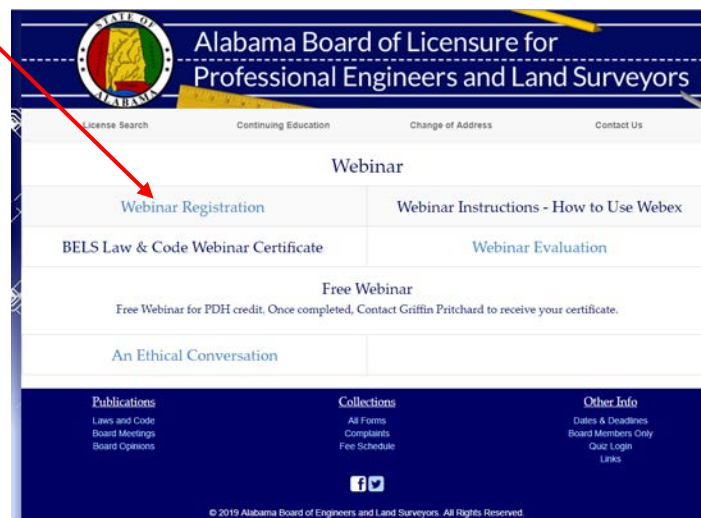 STATE OF
ALABAMA
Alabama Board of Licensure for
Professional Engineers and Land Surveyors
License Search
Continuing Education
Change of Address
Contact Us
Webinar
Webinar Registration
Webinar Instructions - How to Use Webex
BELS Law & Code Webinar Certificate
Webinar Evaluation
Free Webinar
Free Webinar for PDH credit. Once completed, Contact Griffin Pritchard to receive your certificate.
An Ethical Conversation
Publications
Laws and Code
Board Meetings
Board Opinions
Collections
All Forms
Complaints
Fee Schedule
Other Info
Dates & Deadlines
Board Members Only
Quiz Login
Links
© 2019 Alabama Board of Engineers and Land Surveyors. All Rights Reserved.